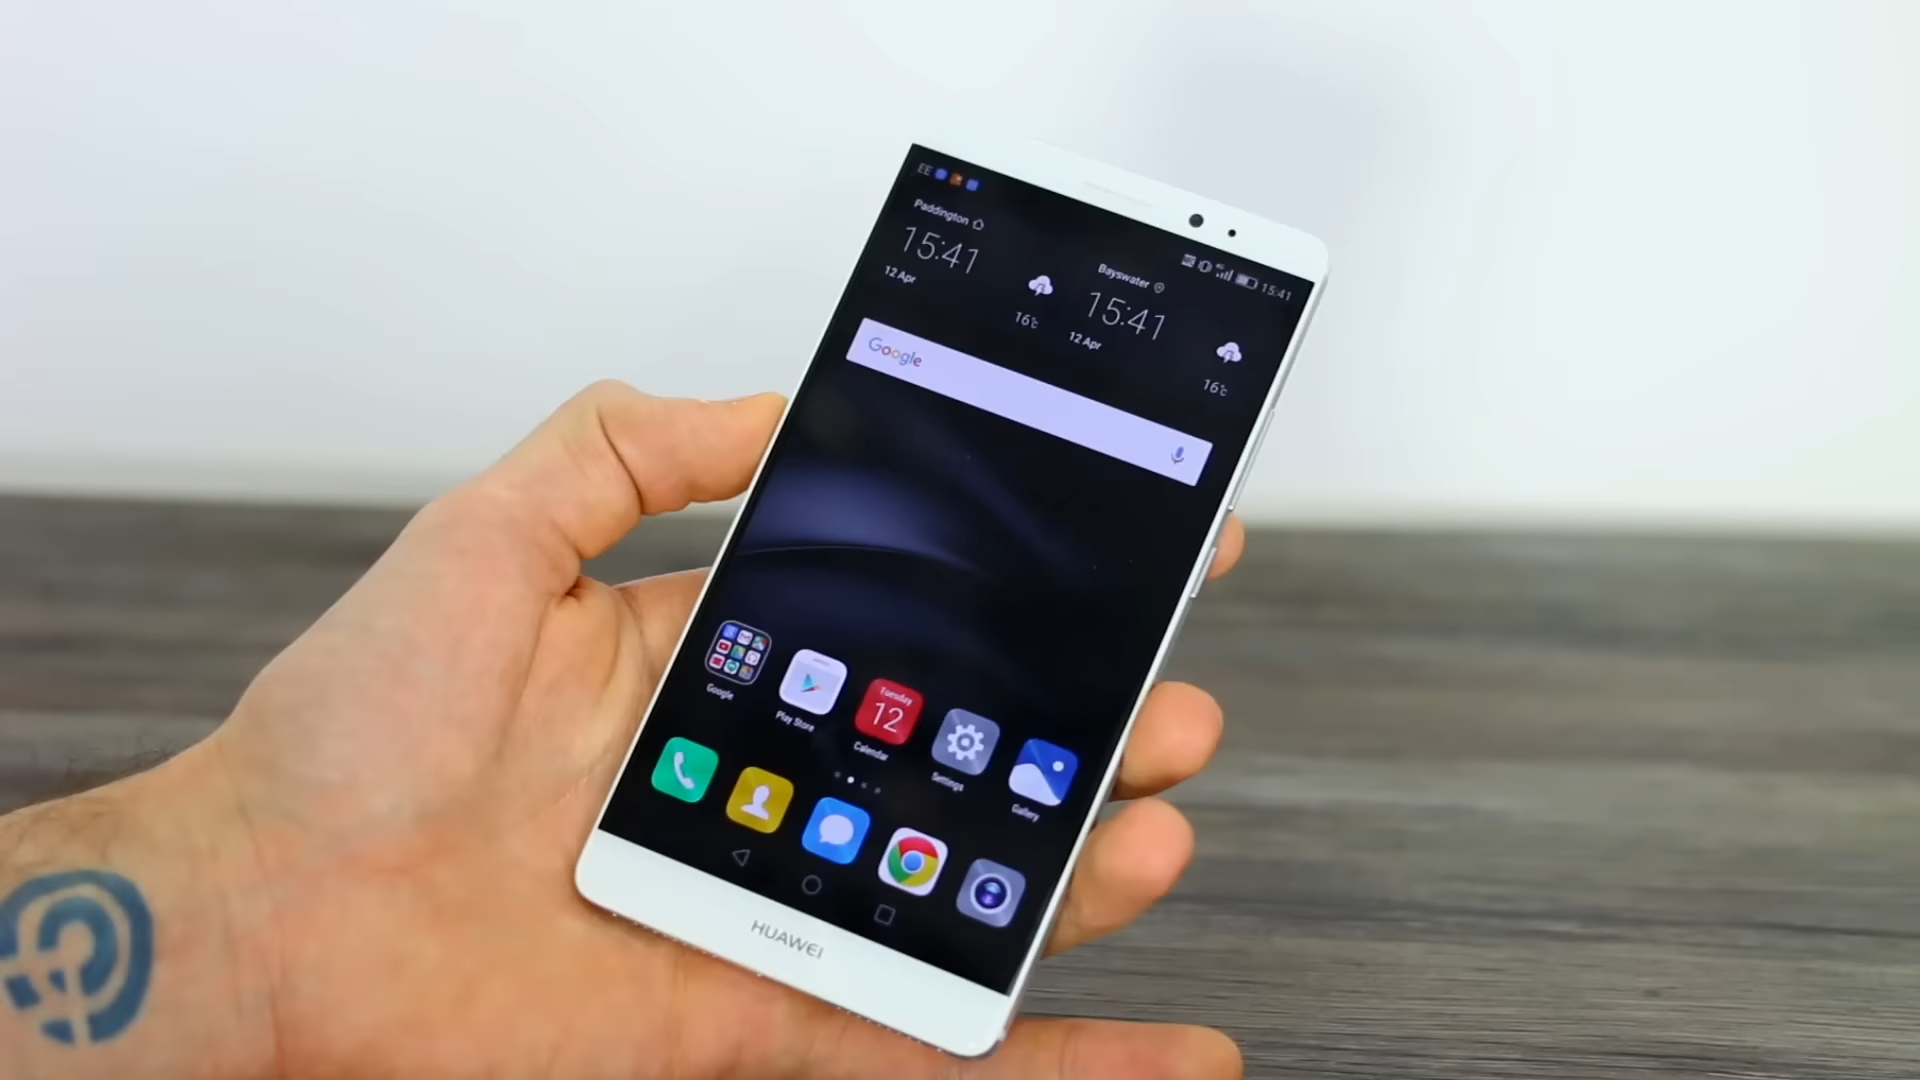 EE
15:41
Paddington
15:41
12 Apr
16°c
Bayswater
15:41
12 Apr
16°c
Google
Google
Play Store
Tuesday
12
Calendar
Settings
Gallery
HUAWEI